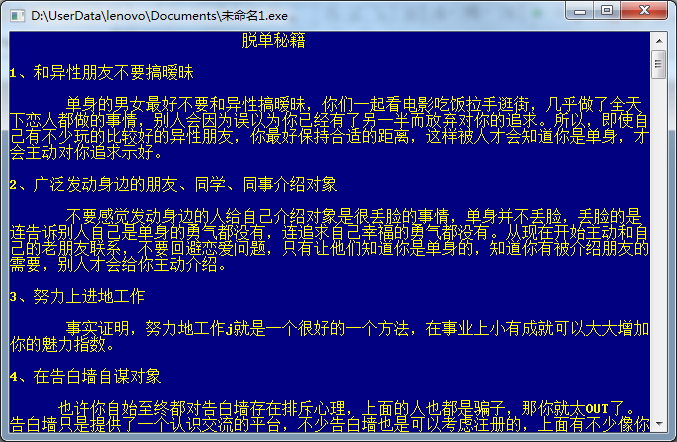 D:\UserData\lenovo\Documents\未命名1.exe
脱单秘籍
1、和异性朋友不要搞暧昧
单身的男女最好不要和异性搞暧昧，你们一起看电影吃饭拉手逛街，几乎做了全天
下恋人都做的事情，别人会因为误以为你已经有了另一半而放弃对你的追求。所以，即使自
己有不少玩的比较好的异性朋友，你最好保持合适的距离，这样被人才会知道你是单身，才
会主动对你追求示好。
2、广泛发动身边的朋友、同学、同事介绍对象
不要感觉发动身边的人给自己介绍对象是很丢脸的事情，单身并不丢脸，丢脸的是
连告诉别人自己是单身的勇气都没有，连追求自己幸福的勇气都没有。从现在开始主动和自
己的老朋友联系，不要回避恋爱问题，只有让他们知道你是单身的，知道你有被介绍朋友的
需要，别人才会给你主动介绍。
3、努力上进地工作
事实证明，努力地工作j就是一个很好的一个方法，在事业上小有成就可以大大增加
你的魅力指数。
4、在告白墙自谋对象
也许你自始至终都对告白墙存在排斥心理，上面的人也都是骗子，那你就太OUT了。
告白墙只是提供了一个认识交流的平台，不少告白墙也是可以考虑注册的，上面有不少像你